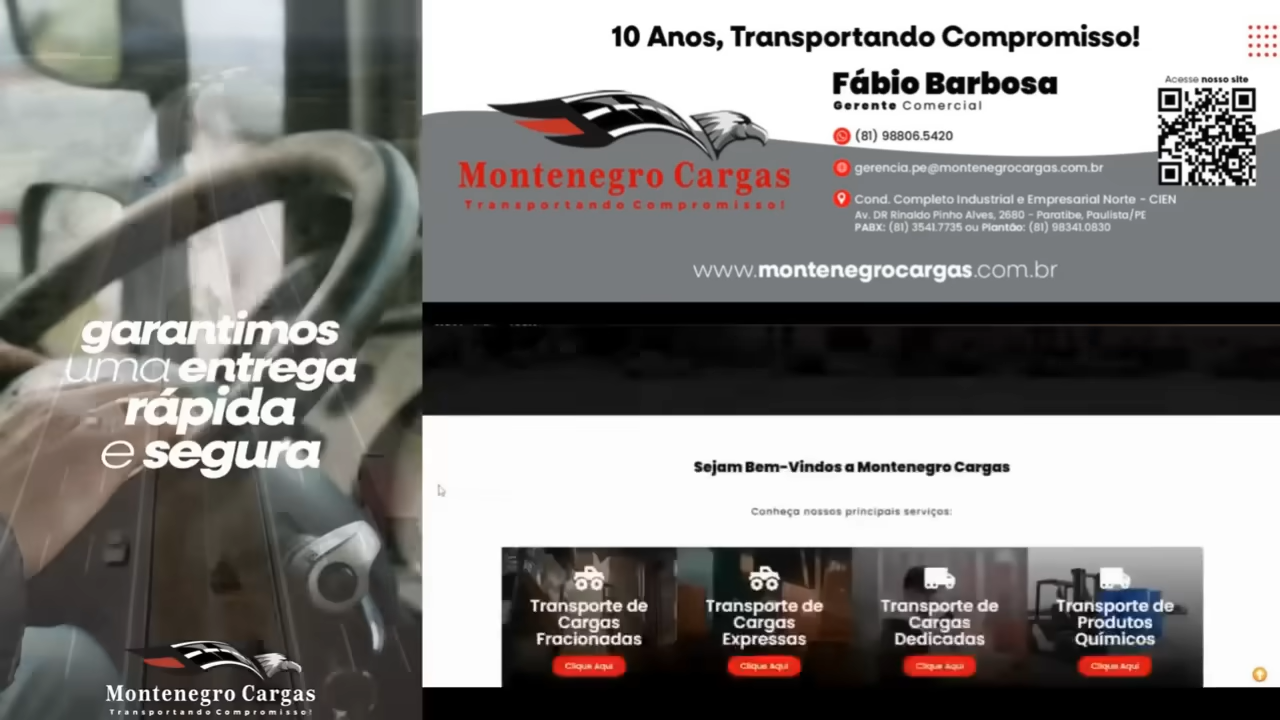 garantimos
uma entrega
rápida
e segura
Montenegro Cargas
Transportando Compromisso!
10 Anos, Transportando Compromisso!
Fábio Barbosa
Gerente Comercial
(81) 98806.5420
gerencia.pe@montenegrocargas.com.br
Cond. Completo Industrial e Empresarial Norte - CIEN
Av. DR Rinaldo Pinho Alves, 2680 - Paratibe, Paulista/PE
PABX: (81) 3541.7735 ou Plantão: (81) 98341.0830
Acesse nosso site
Montenegro Cargas
Transportando Compromisso!
www.montenegrocargas.com.br
Sejam Bem-Vindos a Montenegro Cargas
Conheça nossos principais serviços:
Transporte de
Cargas
Fracionadas
Clique Aqui
Transporte de
Cargas
Expressas
Clique Aqui
Transporte de
Cargas
Dedicadas
Clique Aqui
Transporte de
Produtos
Químicos
Clique Aqui